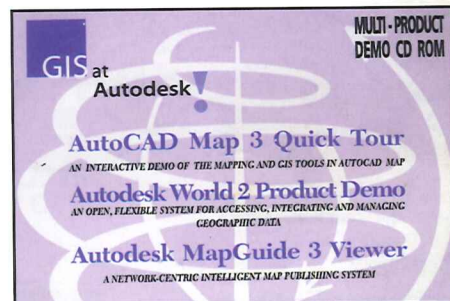 MULTI-PRODUCT
DEMO CD ROM
GIS at
Autodesk!
AutoCAD Map 3 Quick Tour
AN INTERACTIVE DEMO OF THE MAPPING AND GIS TOOLS IN AUTOCAD MAP
Autodesk World 2 Product Demo
AN OPEN, FLEXIBLE SYSTEM FOR ACCESSING, INTEGRATING AND MANAGING
GEOGRAPHIC DATA
Autodesk MapGuide 3 Viewer
A NETWORK-CENTRIC INTELLIGENT MAP PUBLISHING SYSTEM